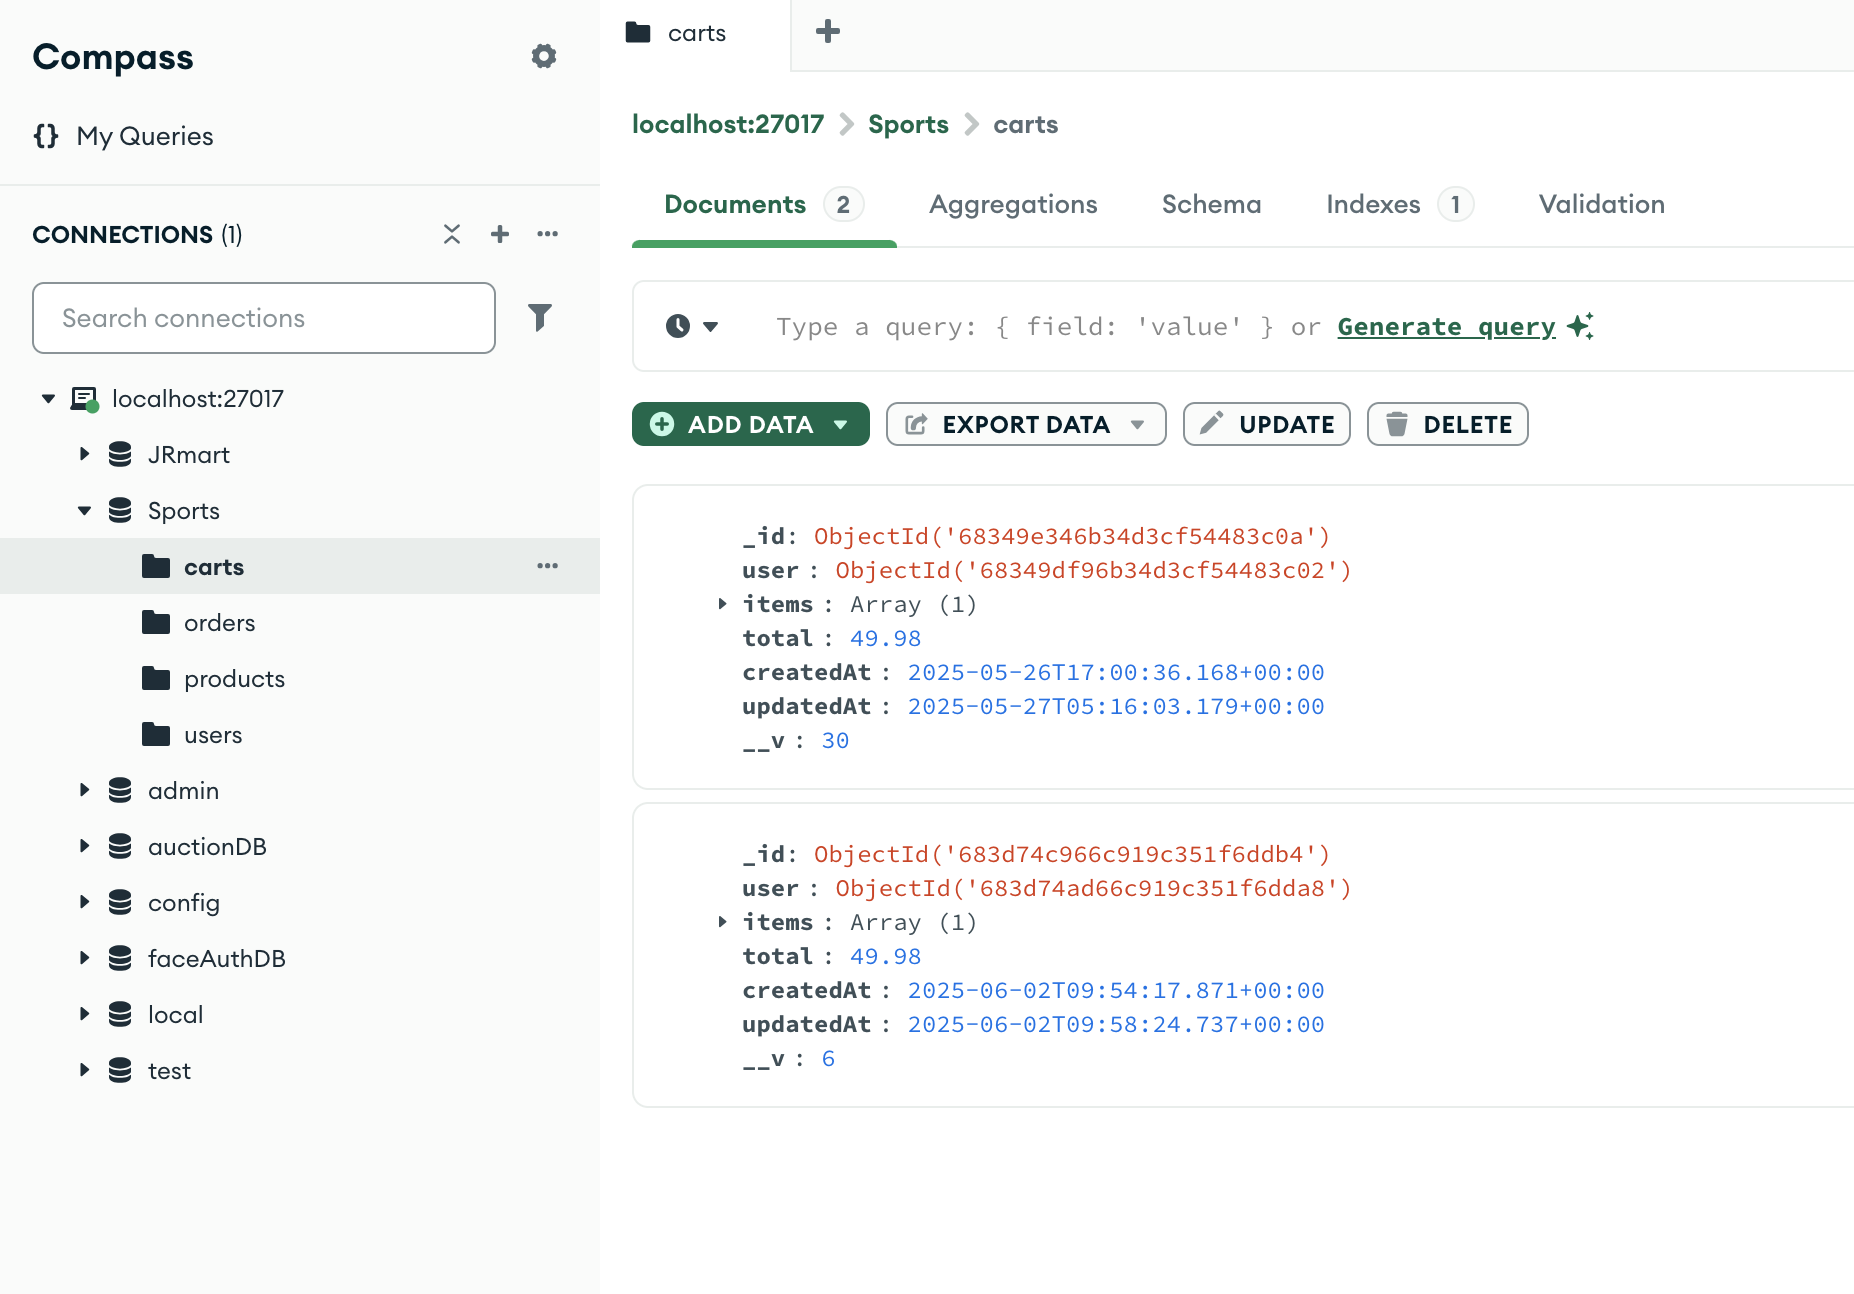 Compass
My Queries
CONNECTIONS (1)
Search connections
localhost:27017
JRmart
Sports
carts
orders
products
users
admin
auctionDB
config
faceAuthDB
local
test
carts
localhost:27017 > Sports > carts
Documents 2 Aggregations Schema Indexes 1 Validation
Type a query: { field: 'value' } or Generate query
ADD DATA EXPORT DATA UPDATE DELETE
_id: ObjectId('68349e346b34d3cf54483c0a')
user : ObjectId('68349df96b34d3cf54483c02')
items : Array (1)
total : 49.98
createdAt : 2025-05-26T17:00:36.168+00:00
updatedAt : 2025-05-27T05:16:03.179+00:00
__v : 30
_id: ObjectId('683d74c966c919c351f6ddb4')
user : ObjectId('683d74ad66c919c351f6dda8')
items : Array (1)
total : 49.98
createdAt : 2025-06-02T09:54:17.871+00:00
updatedAt : 2025-06-02T09:58:24.737+00:00
__v : 6